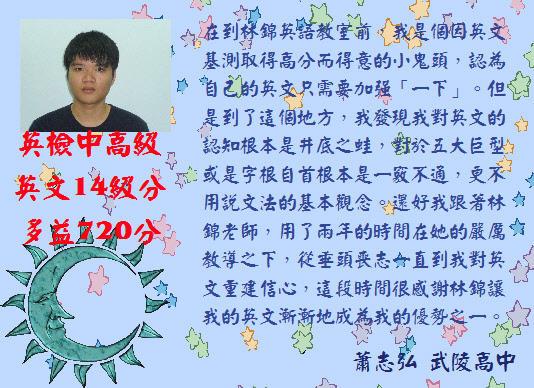 英檢中高級
英文14級分
多益720分
在到林錦英語教室前，我是個因英文
基測取得高分而得意的小鬼頭，認為
自己的英文只需要加強「一下」。但
是到了這個地方，我發現我對英文的
認知根本是井底之蛙，對於五大巨型
或是字根自首根本是一竅不通，更不
用說文法的基本觀念。還好我跟著林
錦老師，用了兩年的時間在她的嚴厲
教導之下，從垂頭喪志一直到我對英
文重建信心，這段時間很感謝林錦讓
我的英文漸漸地成為我的優勢之一。
蕭志弘 武陵高中